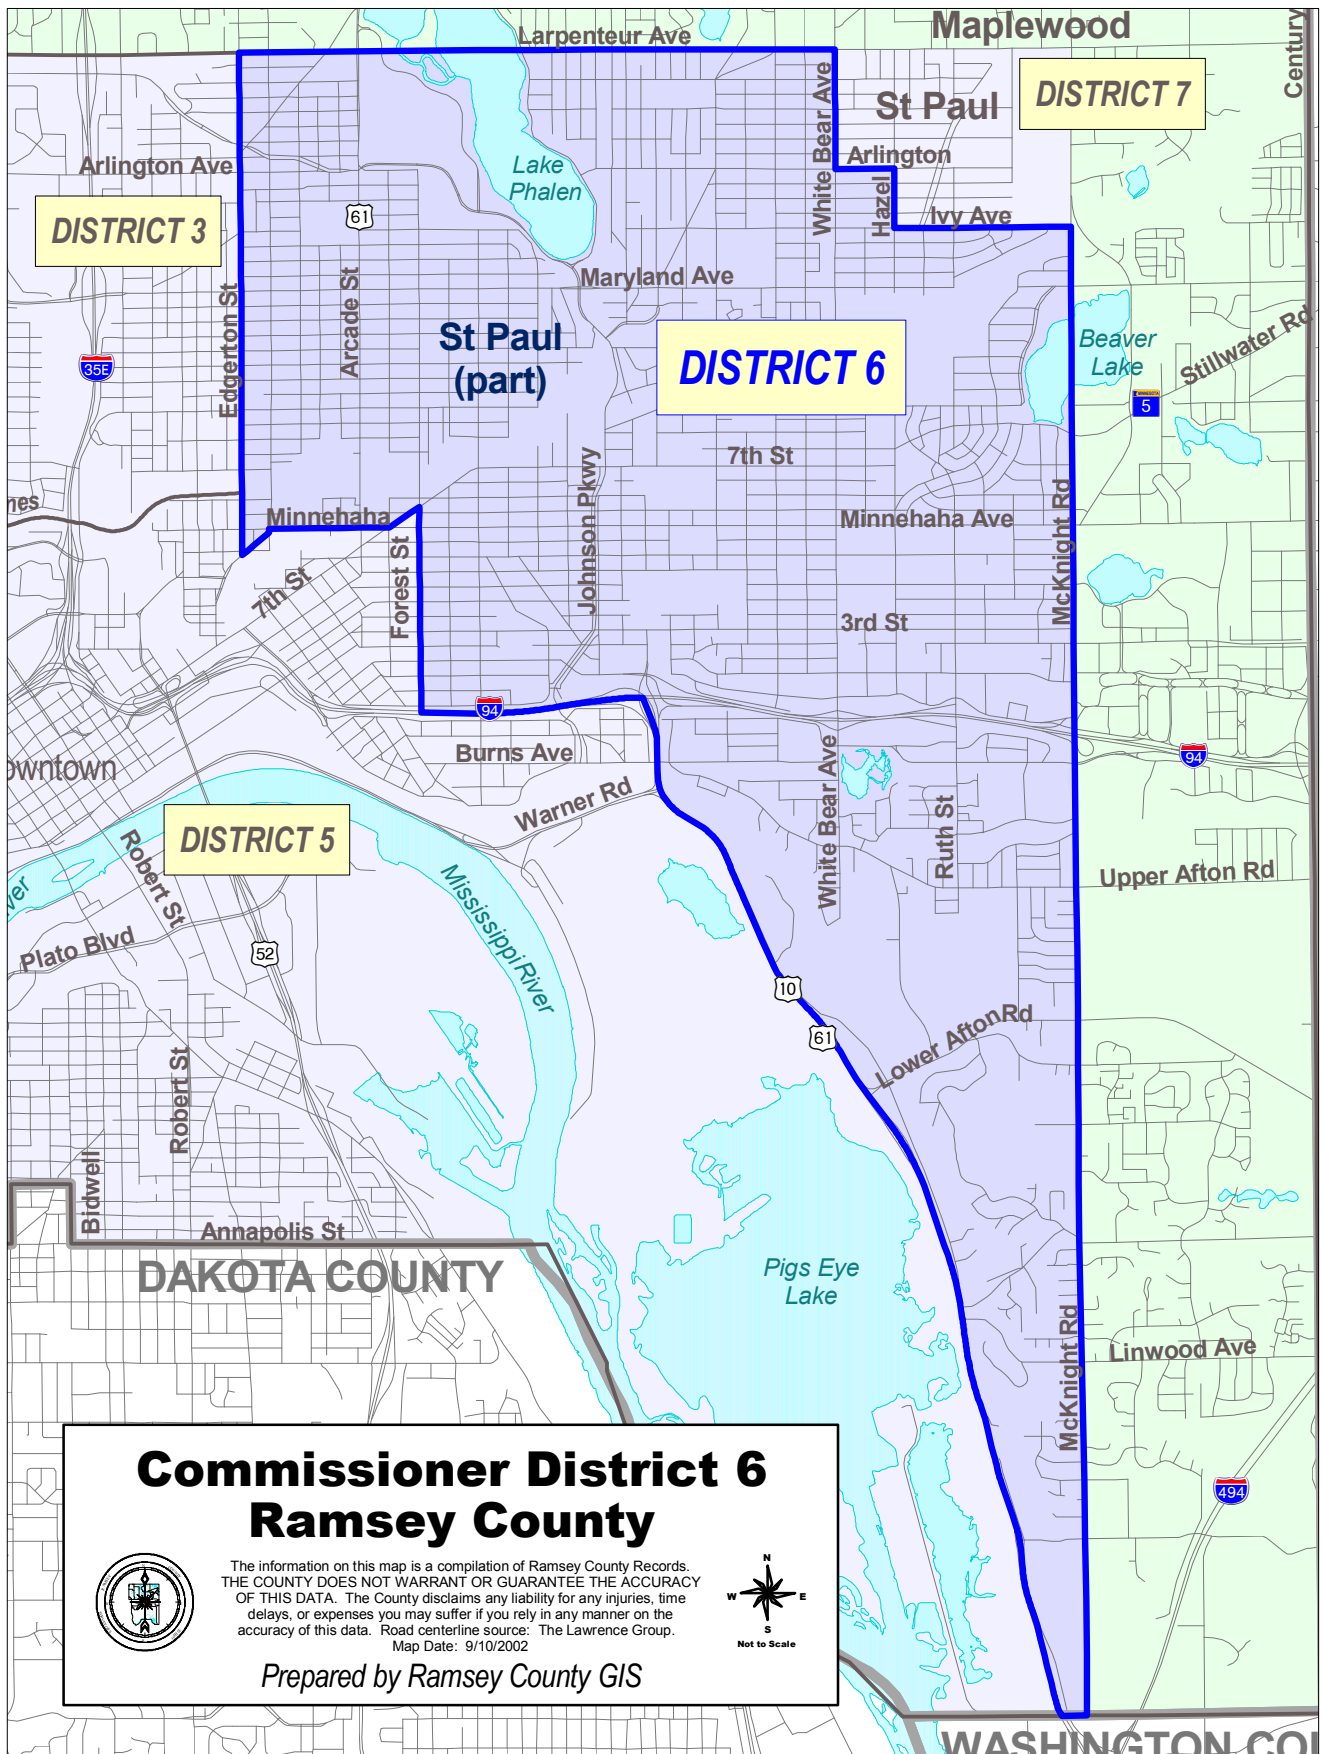 Larpenteur Ave
Maplewood
Century
DISTRICT 7
St Paul
White Bear Ave
Arlington
Hazel
Ivy Ave
Arlington Ave
Lake
Phalen
61
DISTRICT 3
Maryland Ave
Edgerton St
Arcade St
St Paul
(part)
DISTRICT 6
Beaver
Lake
Stillwater Rd
35E
MINNESOTA
5
7th St
Johnson Pkwy
McKnight Rd
Minnehaha
Minnehaha Ave
Forest St
7th St
3rd St
94
Burns Ave
94
White Bear Ave
Warner Rd
Ruth St
DISTRICT 5
Robert St
Mississippi River
Upper Afton Rd
Plato Blvd
52
10
61
Lower Afton Rd
Robert St
Bidwell
Annapolis St
DAKOTA COUNTY
Pigs Eye
Lake
McKnight Rd
Linwood Ave
494
Commissioner District 6
Ramsey County
The information on this map is a compilation of Ramsey County Records.
THE COUNTY DOES NOT WARRANT OR GUARANTEE THE ACCURACY
OF THIS DATA. The County disclaims any liability for any injuries, time
delays, or expenses you may suffer if you rely in any manner on the
accuracy of this data. Road centerline source: The Lawrence Group.
Map Date: 9/10/2002
Prepared by Ramsey County GIS
N
W E
S
Not to Scale
WASHINGTON COU